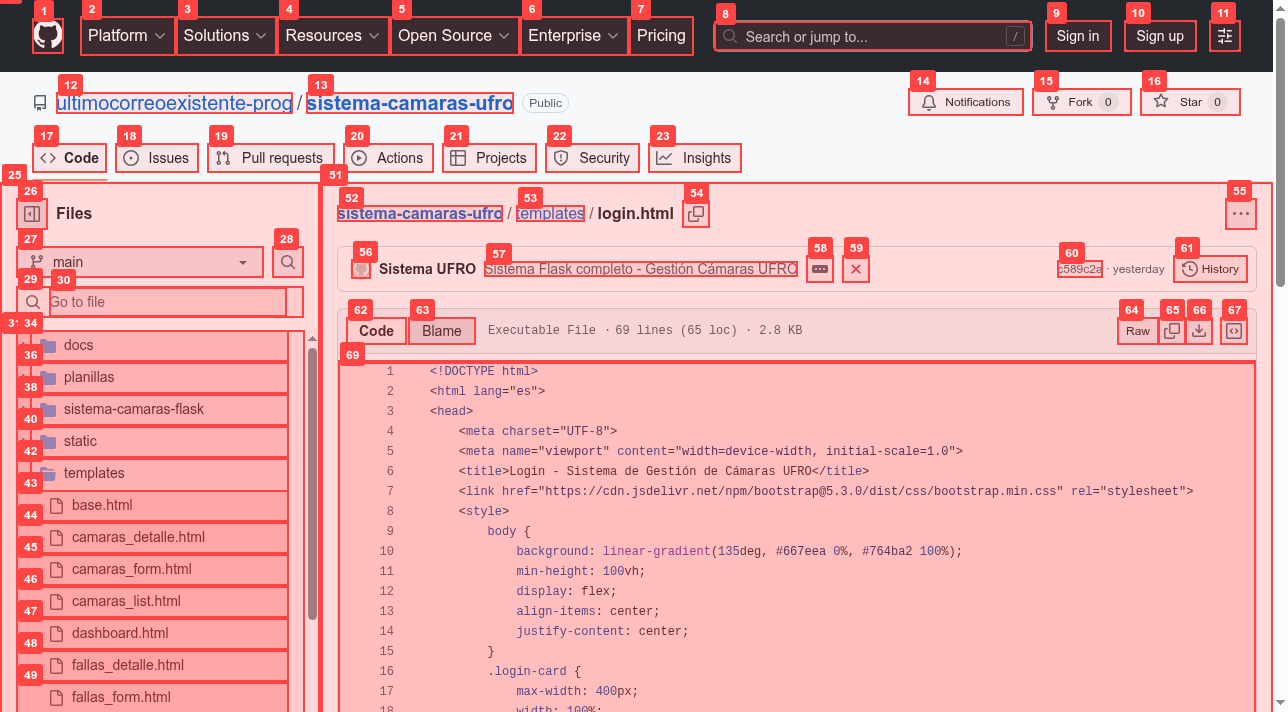 1 2 3 4 5 6 7 8 9 10 11
Platform Solutions Resources Open Source Enterprise Pricing Search or jump to... / Sign in Sign up
12 13 14 15 16
ultimocorreoexistente-prog / sistema-camaras-ufro Public Notifications Fork 0 Star 0
17 18 19 20 21 22 23
Code Issues Pull requests Actions Projects Security Insights
25 51
26 52 53 54 55
Files sistema-camaras-ufro / templates / login.html
27 28 56 57 58 59 60 61
main Sistema UFRO Sistema Flask completo - Gestión Cámaras UFRO c589c2a · yesterday History
29 30
Go to file
31 34 62 63 64 65 66 67
Code Blame Executable File · 69 lines (65 loc) · 2.8 KB Raw
docs
36 69
planillas
38
sistema-camaras-flask
40
static
42
templates
43
base.html
44
camaras_detalle.html
45
camaras_form.html
46
camaras_list.html
47
dashboard.html
48
fallas_detalle.html
49
fallas_form.html
1 <!DOCTYPE html>
2 <html lang="es">
3 <head>
4 <meta charset="UTF-8">
5 <meta name="viewport" content="width=device-width, initial-scale=1.0">
6 <title>Login - Sistema de Gestión de Cámaras UFRO</title>
7 <link href="https://cdn.jsdelivr.net/npm/bootstrap@5.3.0/dist/css/bootstrap.min.css" rel="stylesheet">
8 <style>
9 body {
10 background: linear-gradient(135deg, #667eea 0%, #764ba2 100%);
11 min-height: 100vh;
12 display: flex;
13 align-items: center;
14 justify-content: center;
15 }
16 .login-card {
17 max-width: 400px;
18 width: 100%;